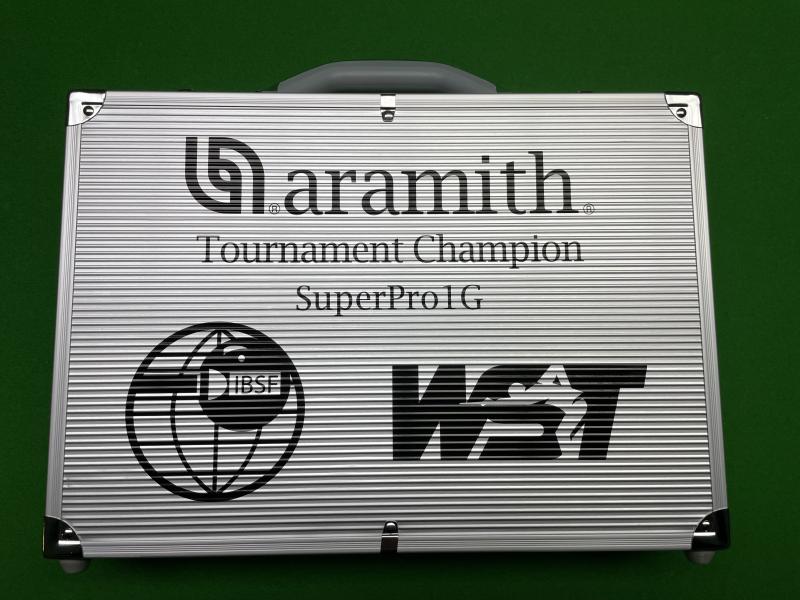 ® aramith ®
Tournament Champion
SuperPro1G
IBSF
WST